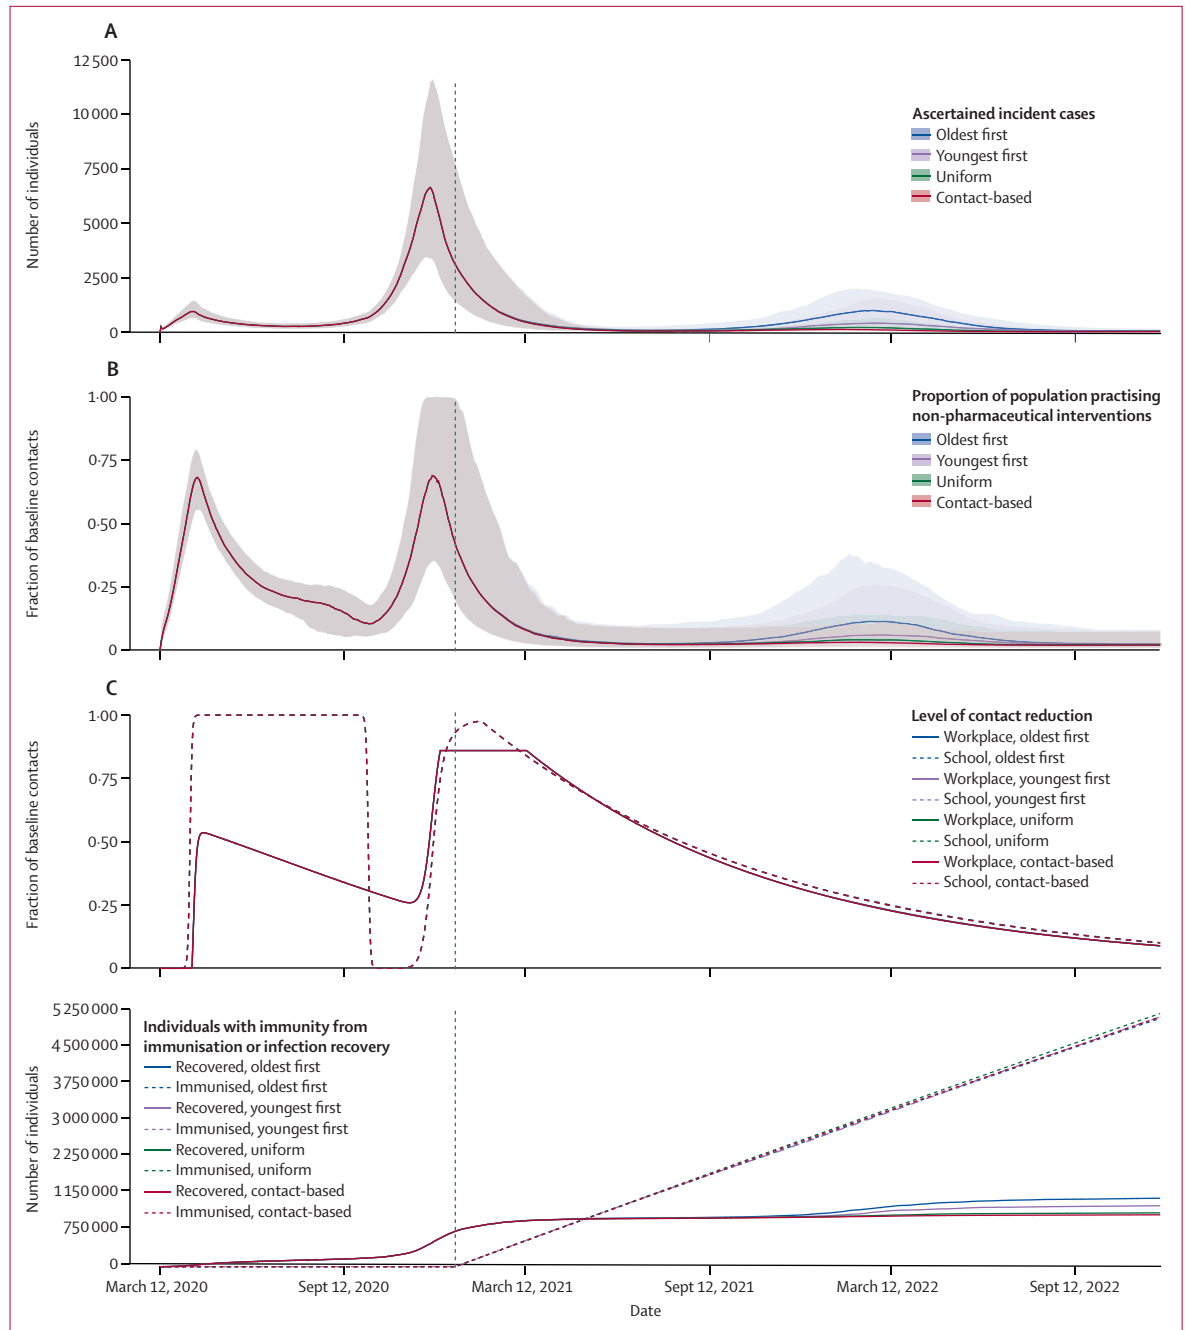 A
12 500
10 000
7500
5000
2500
0
Number of individuals
Ascertained incident cases
Oldest first
Youngest first
Uniform
Contact-based
B
1·00
0·75
0·50
0·25
0
Fraction of baseline contacts
Proportion of population practising
non-pharmaceutical interventions
Oldest first
Youngest first
Uniform
Contact-based
C
1·00
0·75
0·50
0·25
0
Fraction of baseline contacts
Level of contact reduction
Workplace, oldest first
School, oldest first
Workplace, youngest first
School, youngest first
Workplace, uniform
School, uniform
Workplace, contact-based
School, contact-based
5 250 000
4 500 000
3 750 000
3 000 000
2 250 000
1 150 000
750 000
0
Number of individuals
Individuals with immunity from
immunisation or infection recovery
Recovered, oldest first
Immunised, oldest first
Recovered, youngest first
Immunised, youngest first
Recovered, uniform
Immunised, uniform
Recovered, contact-based
Immunised, contact-based
March 12, 2020
Sept 12, 2020
March 12, 2021
Sept 12, 2021
March 12, 2022
Sept 12, 2022
Date